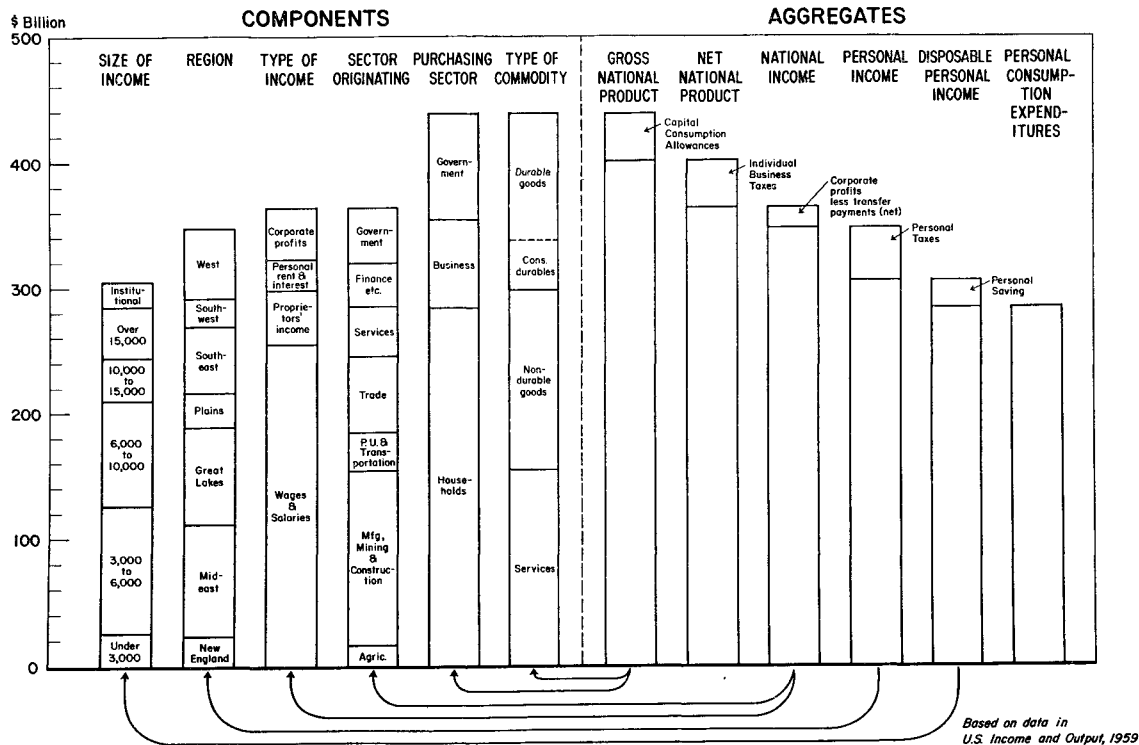 COMPONENTS
AGGREGATES
$ Billion
500
400
300
200
100
0
SIZE OF
INCOME
REGION
TYPE OF
INCOME
SECTOR
ORIGINATING
PURCHASING
SECTOR
TYPE OF
COMMODITY
GROSS
NATIONAL
PRODUCT
NET
NATIONAL
PRODUCT
NATIONAL
INCOME
PERSONAL
INCOME
DISPOSABLE
PERSONAL
INCOME
PERSONAL
CONSUMP-
TION
EXPEND-
ITURES
Institu-
tional
Over
15,000
10,000
to
15,000
6,000
to
10,000
3,000
to
6,000
Under
3,000
West
South-
west
South-
east
Plains
Great
Lakes
Mid-
east
New
England
Corporate
profits
Personal
rent &
interest
Proprie-
tors'
income
Wages
&
Salaries
Govern-
ment
Finance
etc.
Services
Trade
P.U. &
Trans-
portation
Mfg,
Mining
&
Construc-
tion
Agric.
Govern-
ment
Business
House-
holds
Durable
goods
Cons.
durables
Non-
durable
goods
Services
Capital
Consumption
Allowances
Individual
Business
Taxes
Corporate
profits
less transfer
payments (net)
Personal
Taxes
Personal
Saving
Based on data in
U.S. Income and Output, 1959